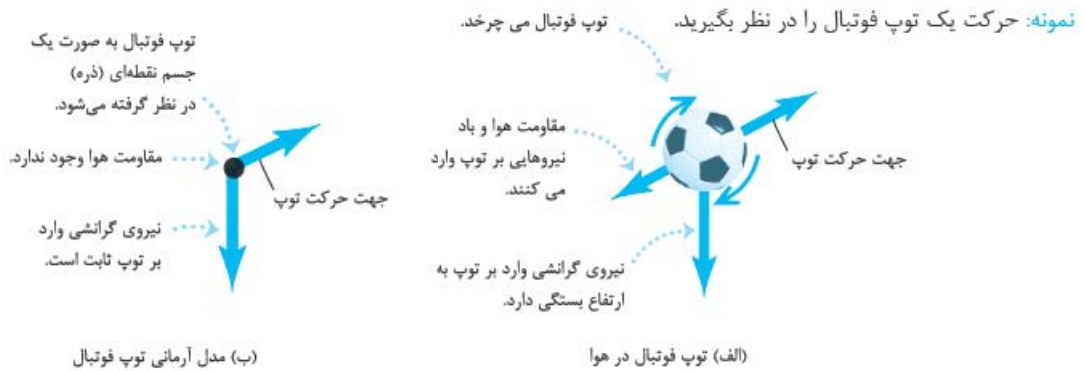 نمونه: حرکت یک توپ فوتبال را در نظر بگیرید.
توپ فوتبال می چرخد.
مقاومت هوا و باد
نیروهایی بر توپ وارد
می کنند.
جهت حرکت توپ
نیروی گرانشی وارد بر توپ به
ارتفاع بستگی دارد.
(الف) توپ فوتبال در هوا
توپ فوتبال به صورت یک
جسم نقطه‌ای (ذره)
در نظر گرفته می‌شود.
مقاومت هوا وجود ندارد.
جهت حرکت توپ
نیروی گرانشی وارد
بر توپ ثابت است.
(ب) مدل آرمانی توپ فوتبال